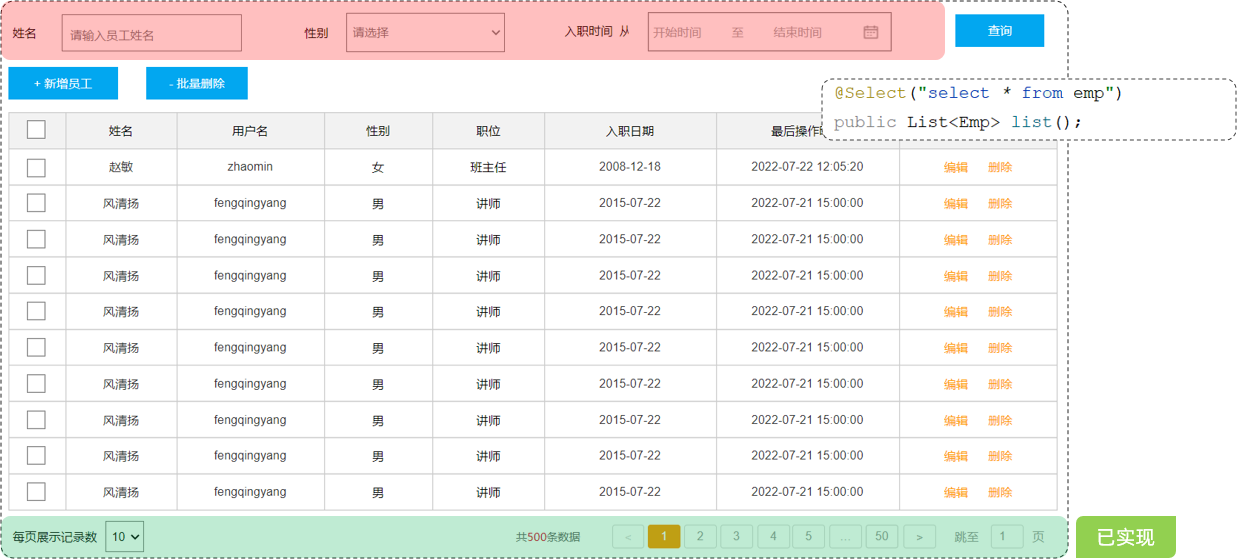 姓名 请输入员工姓名 性别 请选择 入职时间 从 开始时间 至 结束时间 查询
+ 新增员工 - 批量删除
@Select("select * from emp")
public List<Emp> list();
姓名 用户名 性别 职位 入职日期 最后操作
赵敏 zhaomin 女 班主任 2008-12-18 2022-07-22 12:05:20 编辑 删除
风清扬 fengqingyang 男 讲师 2015-07-22 2022-07-21 15:00:00 编辑 删除
风清扬 fengqingyang 男 讲师 2015-07-22 2022-07-21 15:00:00 编辑 删除
风清扬 fengqingyang 男 讲师 2015-07-22 2022-07-21 15:00:00 编辑 删除
风清扬 fengqingyang 男 讲师 2015-07-22 2022-07-21 15:00:00 编辑 删除
风清扬 fengqingyang 男 讲师 2015-07-22 2022-07-21 15:00:00 编辑 删除
风清扬 fengqingyang 男 讲师 2015-07-22 2022-07-21 15:00:00 编辑 删除
风清扬 fengqingyang 男 讲师 2015-07-22 2022-07-21 15:00:00 编辑 删除
风清扬 fengqingyang 男 讲师 2015-07-22 2022-07-21 15:00:00 编辑 删除
风清扬 fengqingyang 男 讲师 2015-07-22 2022-07-21 15:00:00 编辑 删除
每页展示记录数 10 共500条数据 < 1 2 3 4 5 ... 50 > 跳至 1 页
已实现